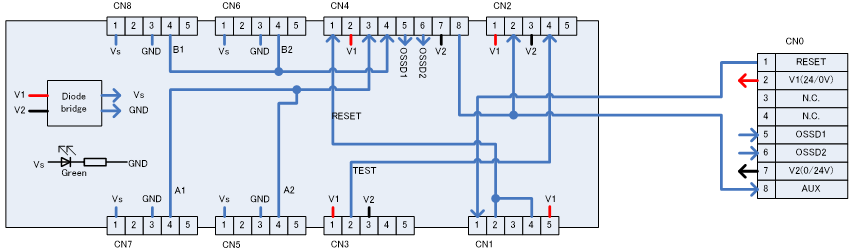 CN8 CN6 CN4 CN2
1 2 3 4 5 1 2 3 4 5 1 2 3 4 5 6 7 8 1 2 3 4 5
Vs GND B1 Vs GND B2 V1 OSSD1 OSSD2 V2 V1 V2
CN0
1 RESET
2 V1(24/0V)
3 N.C.
4 N.C.
5 OSSD1
6 OSSD2
7 V2(0/24V)
8 AUX
V1 Diode Vs
V2 bridge GND
RESET
Vs GND
Green
TEST
Vs GND A1 Vs GND A2 V1 V2 V1
1 2 3 4 5 1 2 3 4 5 1 2 3 4 5 1 2 3 4 5
CN7 CN5 CN3 CN1